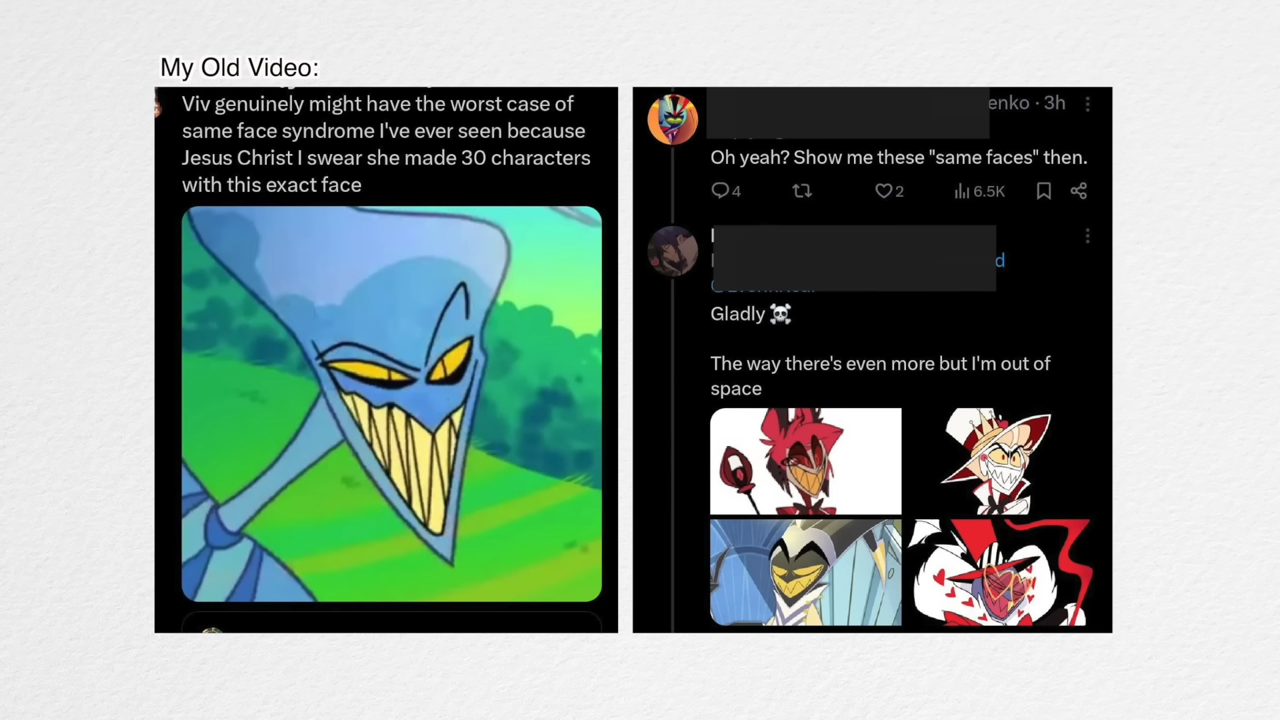 My Old Video:
Viv genuinely might have the worst case of
same face syndrome I've ever seen because
Jesus Christ I swear she made 30 characters
with this exact face
enko · 3h
Oh yeah? Show me these "same faces" then.
4 2 6.5K
d
Gladly ☠️
The way there's even more but I'm out of
space